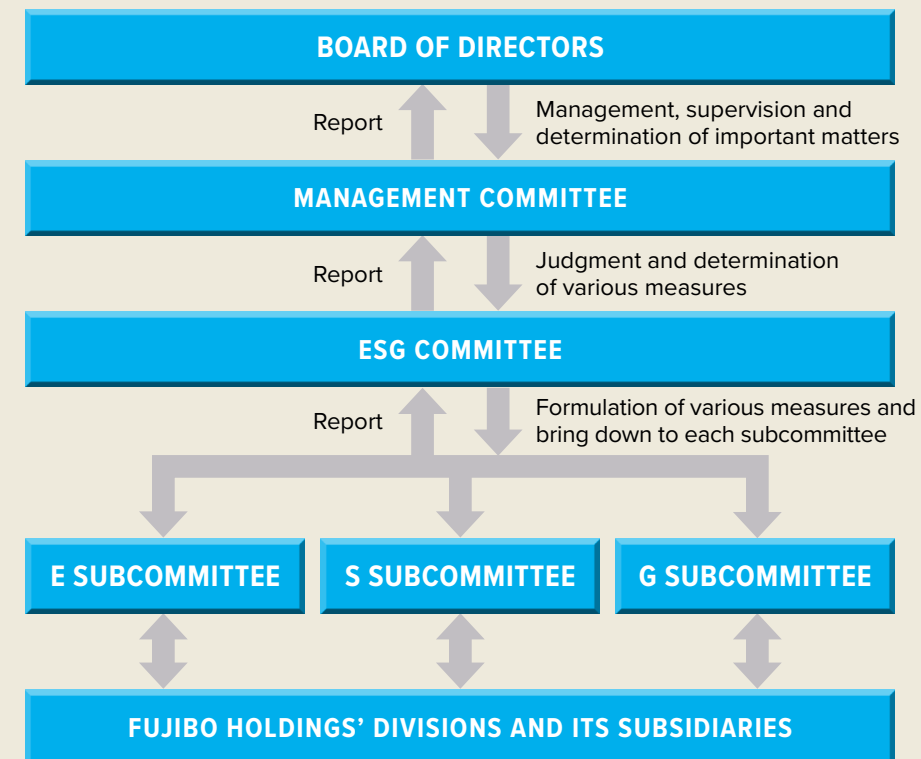 BOARD OF DIRECTORS
Report
Management, supervision and
determination of important matters
MANAGEMENT COMMITTEE
Report
Judgment and determination
of various measures
ESG COMMITTEE
Report
Formulation of various measures and
bring down to each subcommittee
E SUBCOMMITTEE
S SUBCOMMITTEE
G SUBCOMMITTEE
FUJIBO HOLDINGS’ DIVISIONS AND ITS SUBSIDIARIES